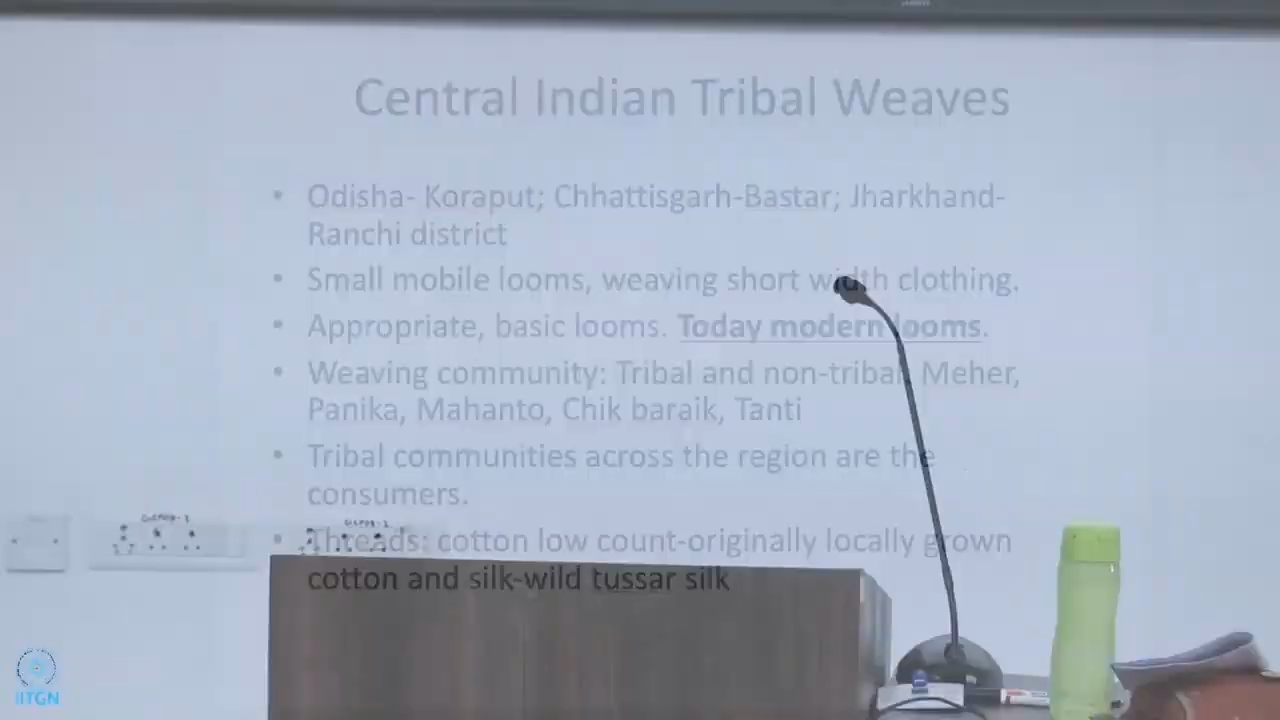 Central Indian Tribal Weaves
• Odisha- Koraput; Chhattisgarh-Bastar; Jharkhand-
Ranchi district
• Small mobile looms, weaving short width clothing.
• Appropriate, basic looms. Today modern looms.
• Weaving community: Tribal and non-tribal. Meher,
Panika, Mahanto, Chik baraik, Tanti
• Tribal communities across the region are the
consumers.
• Threads: cotton low count-originally locally grown
cotton and silk-wild tussar silk
IITGN